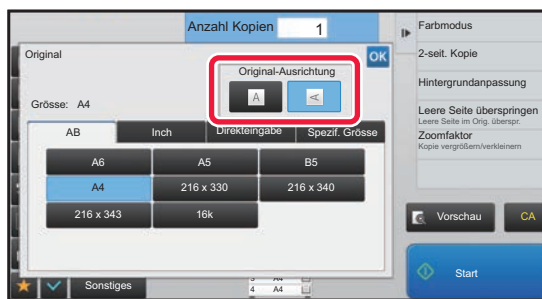 Anzahl Kopien 1
Original
OK
Original-Ausrichtung
A A
Grösse: A4
AB Inch Direkteingabe Spezif. Grösse
A6 A5 B5
A4 216 x 330 216 x 340
216 x 343 16k
Sonstiges
4 A4
Farbmodus
2-seit. Kopie
Hintergrundanpassung
Leere Seite überspringen
Leere Seite im Orig. überspr.
Zoomfaktor
Kopie vergrößern/verkleinern
Vorschau CA
Start